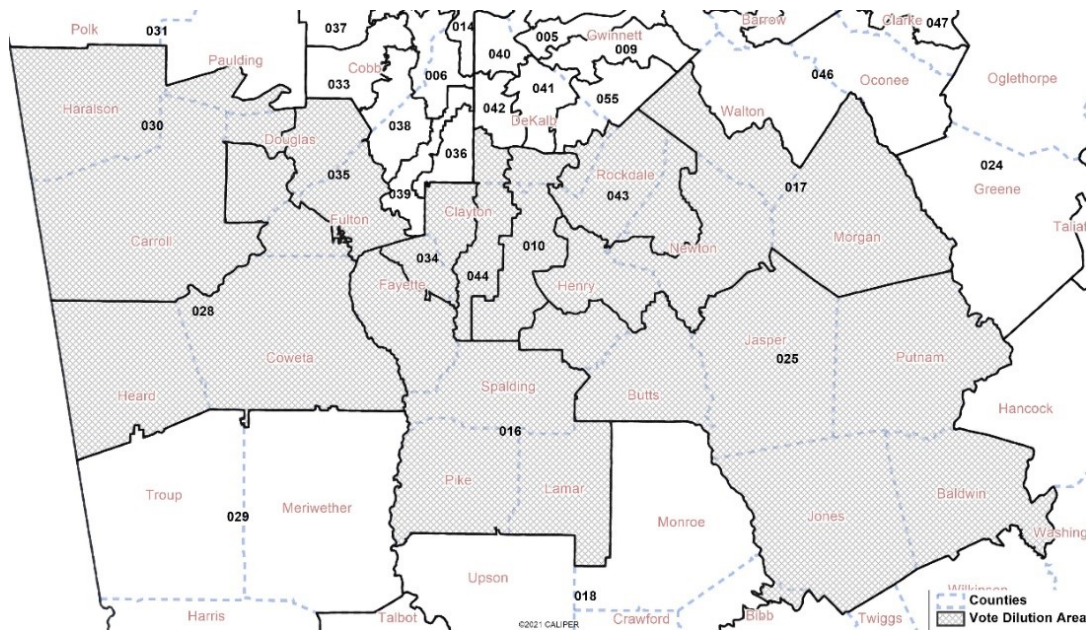 Polk
031
037
014
005
Gwinnett
Barrow
Clarke
047
Paulding
Cobb
040
009
Oconee
Oglethorpe
033
006
041
046
Haralson
042
055
030
038
DeKalb
Walton
Douglas
036
024
035
Rockdale
017
Greene
039
043
Taliaf
Fulton
Clayton
Carroll
034
010
Newton
Morgan
044
Fayette
Henry
028
Jasper
Coweta
025
Putnam
Heard
Spalding
Butts
Hancock
016
Troup
Pike
Lamar
Baldwin
Meriwether
029
Monroe
Jones
Washing
Upson
018
Wilkinson
Harris
Talbot
Crawford
Bibb
Twiggs
©2021 CALIPER
Counties
Vote Dilution Area